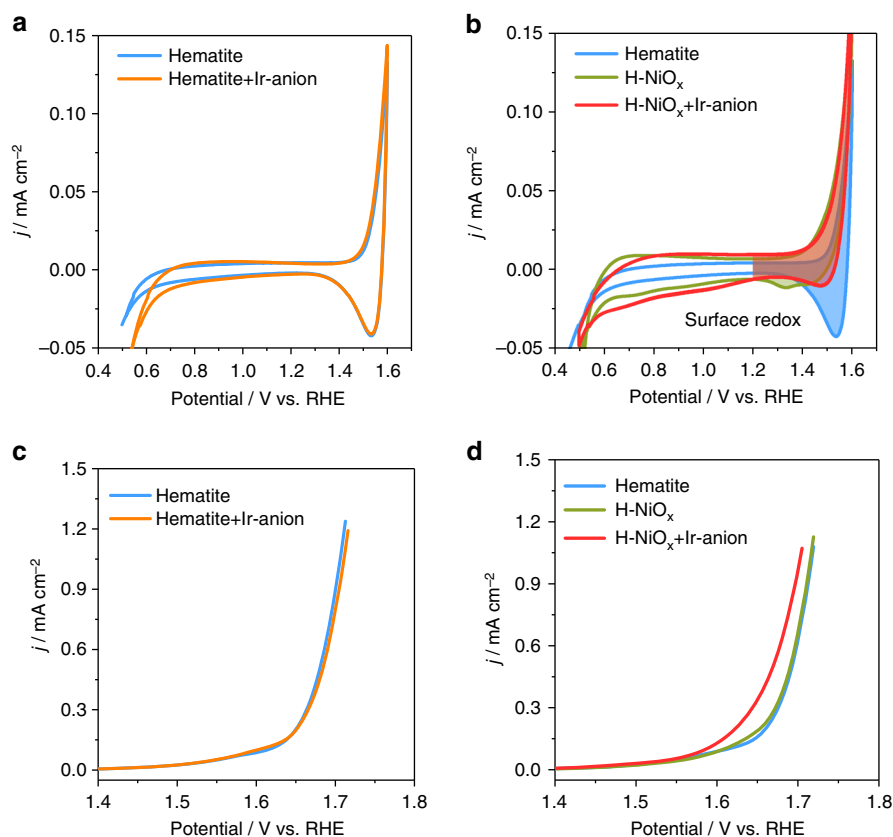 a
0.15
0.10
0.05
0.00
–0.05
j / mA cm–2
Hematite
Hematite+Ir-anion
0.4 0.6 0.8 1.0 1.2 1.4 1.6
Potential / V vs. RHE
b
0.15
0.10
0.05
0.00
–0.05
j / mA cm–2
Hematite
H-NiOx
H-NiOx+Ir-anion
Surface redox
0.4 0.6 0.8 1.0 1.2 1.4 1.6
Potential / V vs. RHE
c
1.5
1.2
0.9
0.6
0.3
0.0
j / mA cm–2
Hematite
Hematite+Ir-anion
1.4 1.5 1.6 1.7 1.8
Potential / V vs. RHE
d
1.5
1.2
0.9
0.6
0.3
0.0
j / mA cm–2
Hematite
H-NiOx
H-NiOx+Ir-anion
1.4 1.5 1.6 1.7 1.8
Potential / V vs. RHE